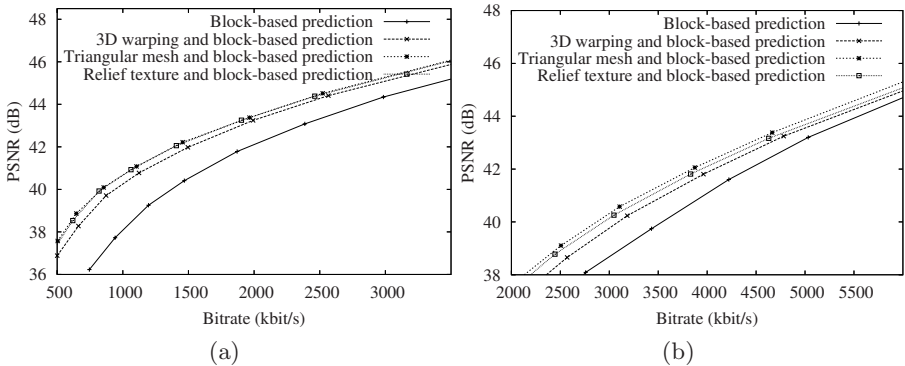 48
46
44
42
40
38
36
PSNR (dB)
500 1000 1500 2000 2500 3000
Bitrate (kbit/s)
Block-based prediction
3D warping and block-based prediction
Triangular mesh and block-based prediction
Relief texture and block-based prediction
(a)
48
46
44
42
40
38
PSNR (dB)
2000 2500 3000 3500 4000 4500 5000 5500
Bitrate (kbit/s)
Block-based prediction
3D warping and block-based prediction
Triangular mesh and block-based prediction
Relief texture and block-based prediction
(b)